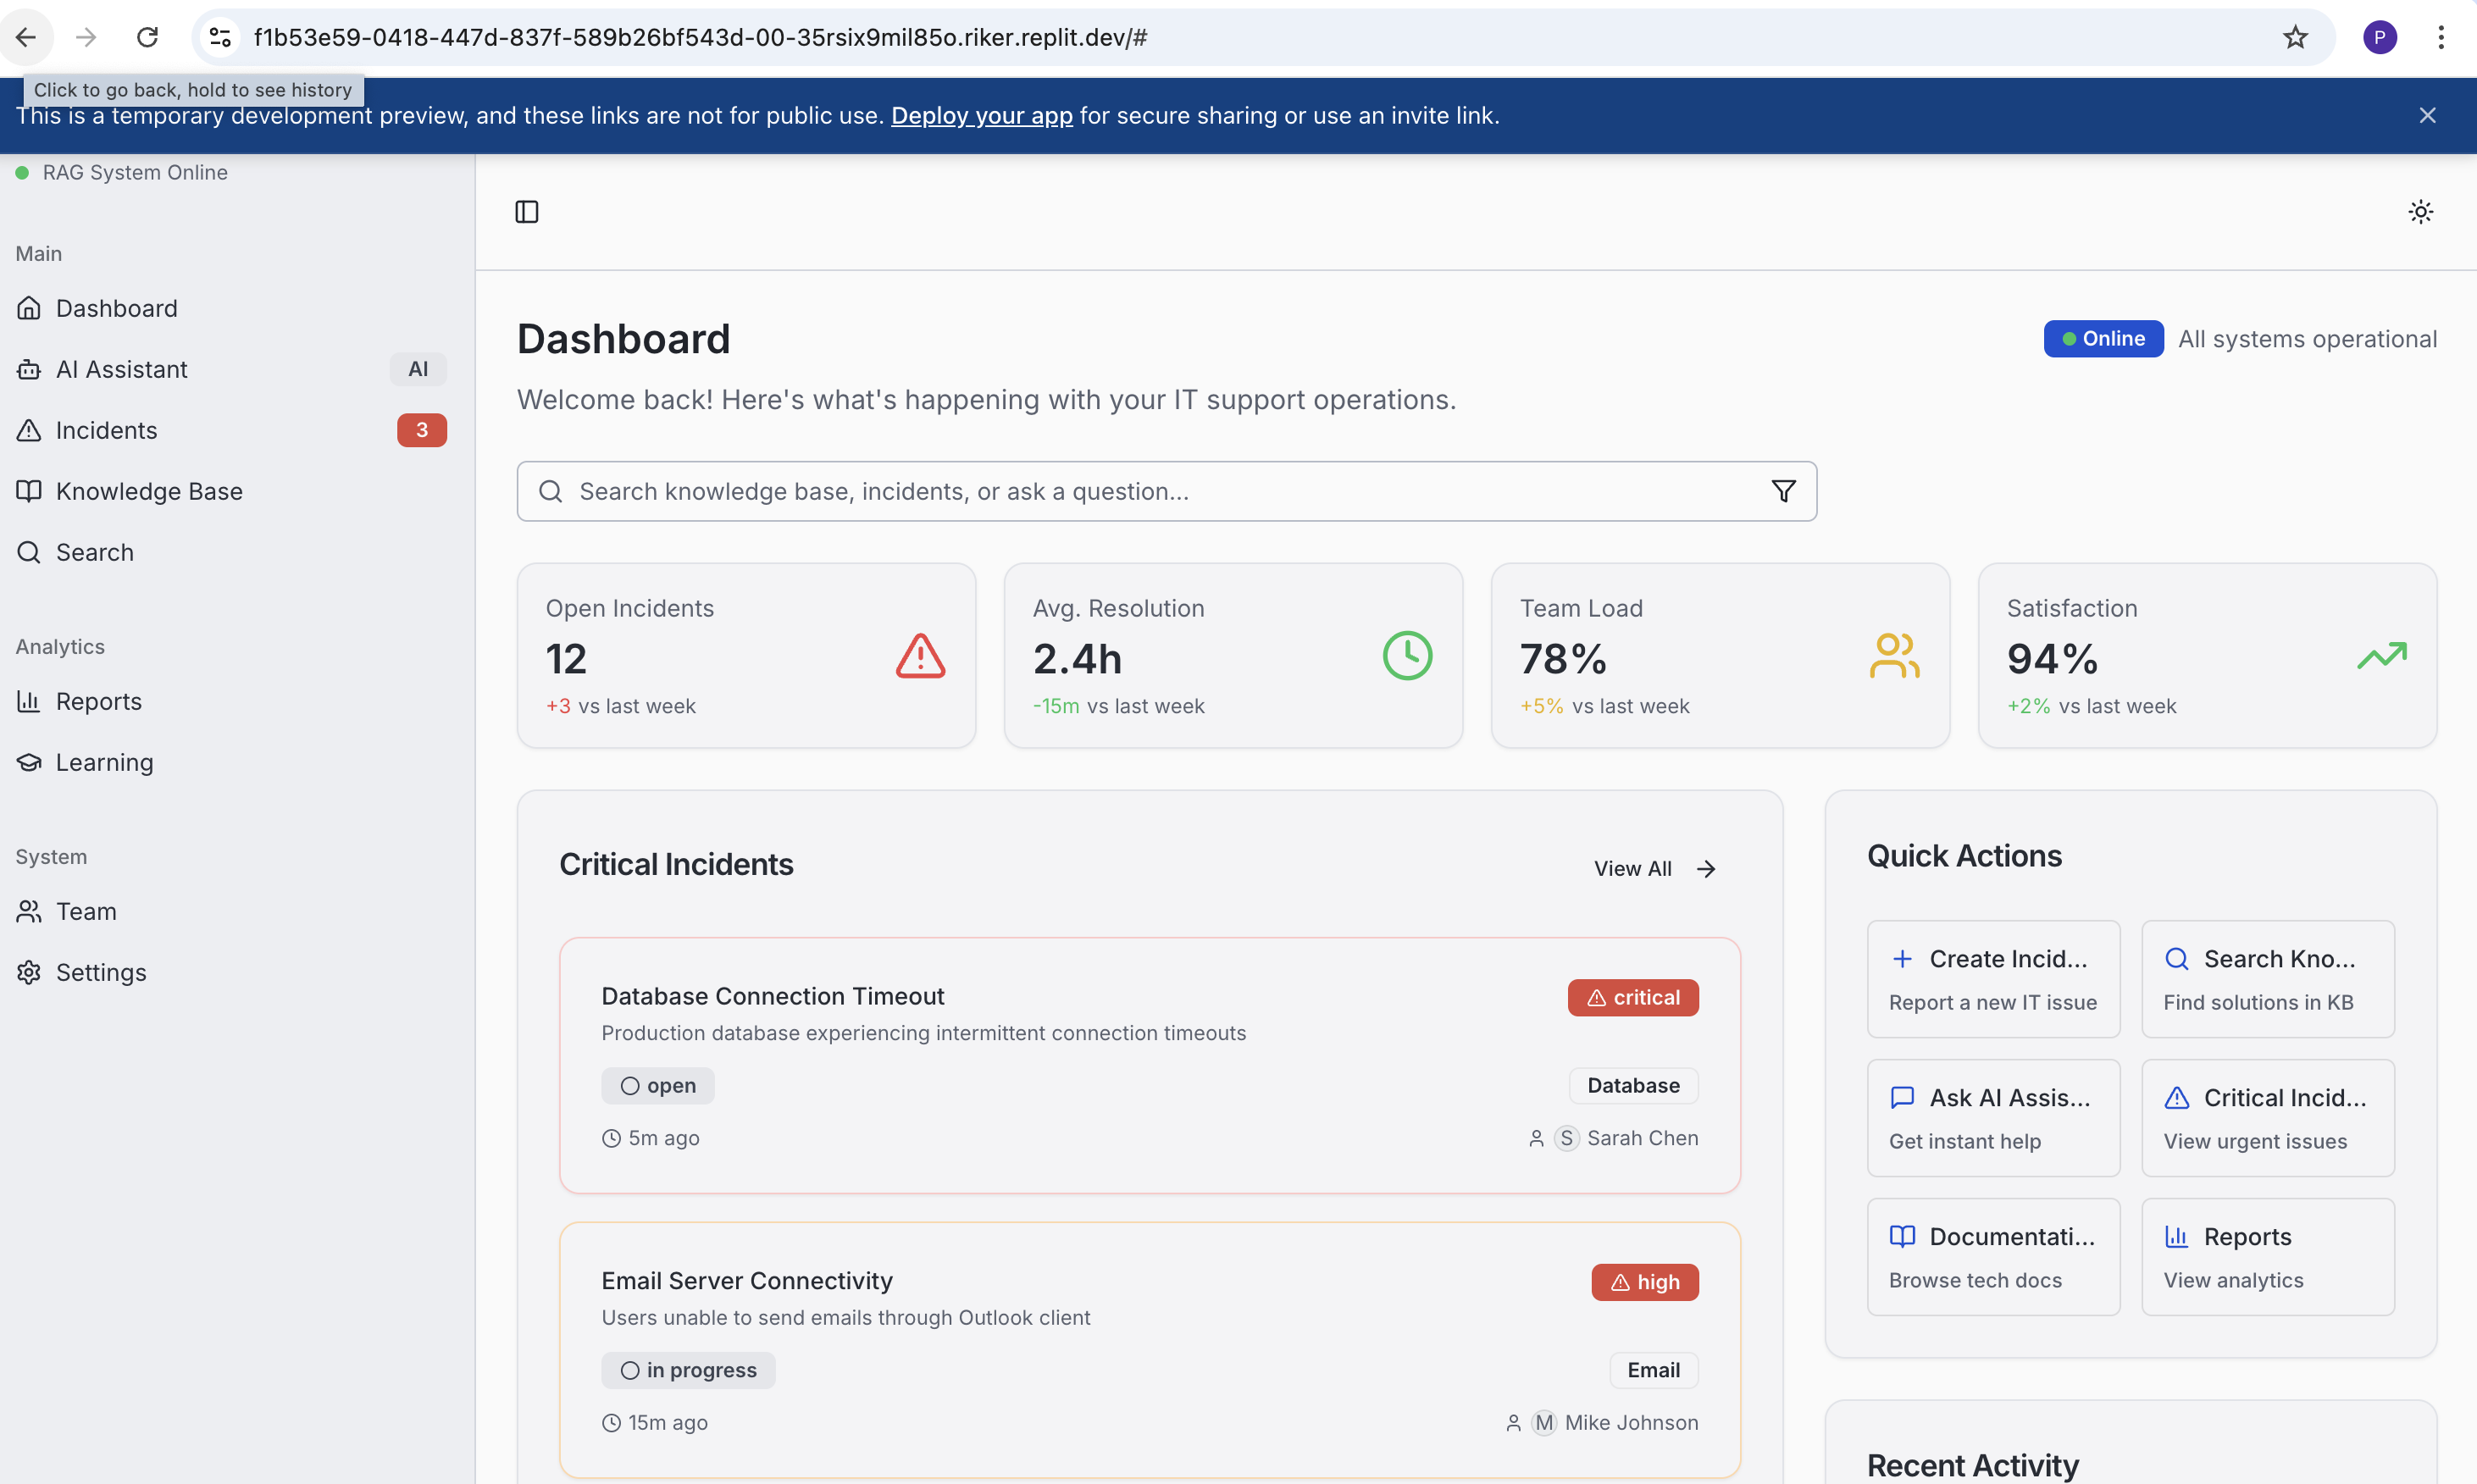 f1b53e59-0418-447d-837f-589b26bf543d-00-35rsix9mil85o.riker.replit.dev/#
P
Click to go back, hold to see history
This is a temporary development preview, and these links are not for public use. Deploy your app for secure sharing or use an invite link.
RAG System Online
Main
Dashboard
AI Assistant
AI
Incidents
3
Knowledge Base
Search
Analytics
Reports
Learning
System
Team
Settings
Dashboard
Online
All systems operational
Welcome back! Here's what's happening with your IT support operations.
Search knowledge base, incidents, or ask a question...
Open Incidents
12
+3 vs last week
Avg. Resolution
2.4h
-15m vs last week
Team Load
78%
+5% vs last week
Satisfaction
94%
+2% vs last week
Critical Incidents
View All
Database Connection Timeout
critical
Production database experiencing intermittent connection timeouts
open
Database
5m ago
S Sarah Chen
Email Server Connectivity
high
Users unable to send emails through Outlook client
in progress
Email
15m ago
M Mike Johnson
Quick Actions
Create Incid...
Report a new IT issue
Search Kno...
Find solutions in KB
Ask AI Assis...
Get instant help
Critical Incid...
View urgent issues
Documentati...
Browse tech docs
Reports
View analytics
Recent Activity